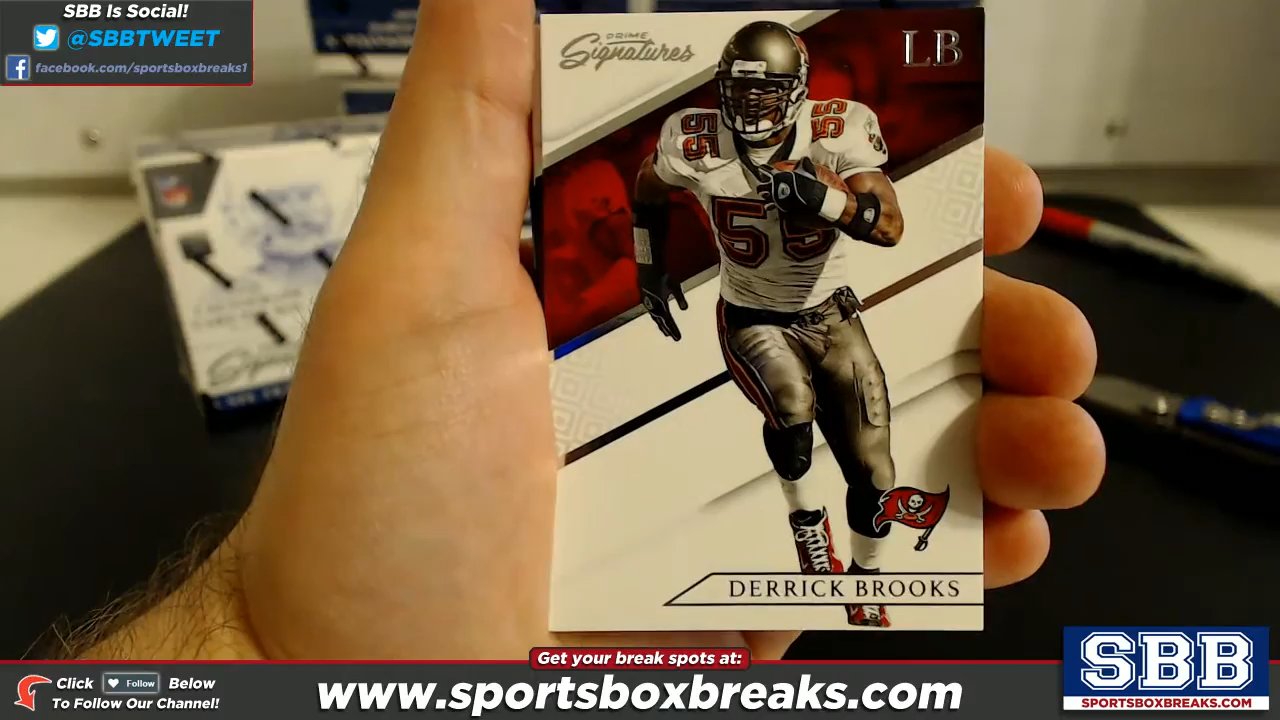 SBB Is Social!
@SBBTWEET
facebook.com/sportsboxbreaks1
PRIME
Signatures
LB
55
55
55
NFL
DERRICK BROOKS
Get your break spots at:
www.sportsboxbreaks.com
Click Follow Below
To Follow Our Channel!
SBB
SPORTSBOXBREAKS.COM